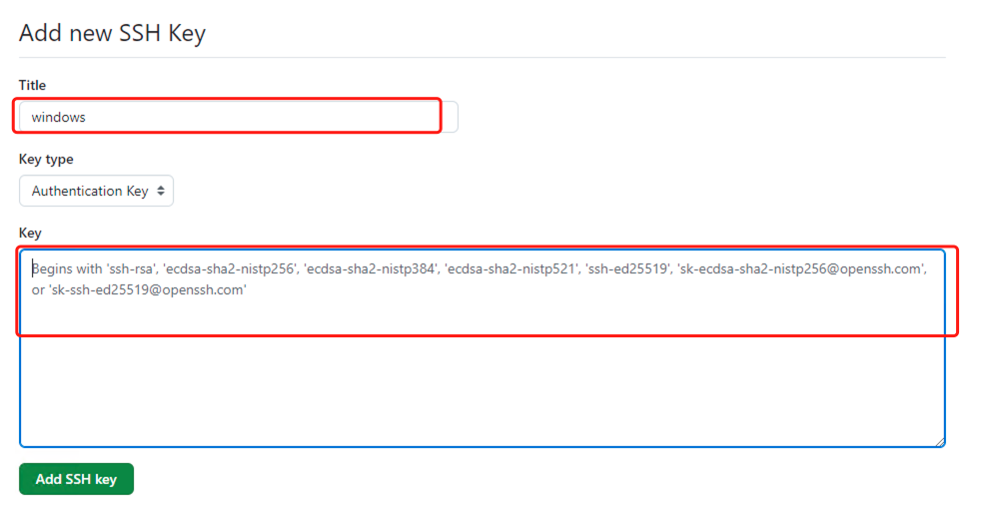 Add new SSH Key
Title
windows
Key type
Authentication Key
Key
Begins with 'ssh-rsa', 'ecdsa-sha2-nistp256', 'ecdsa-sha2-nistp384', 'ecdsa-sha2-nistp521', 'ssh-ed25519', 'sk-ecdsa-sha2-nistp256@openssh.com',
or 'sk-ssh-ed25519@openssh.com'
Add SSH key